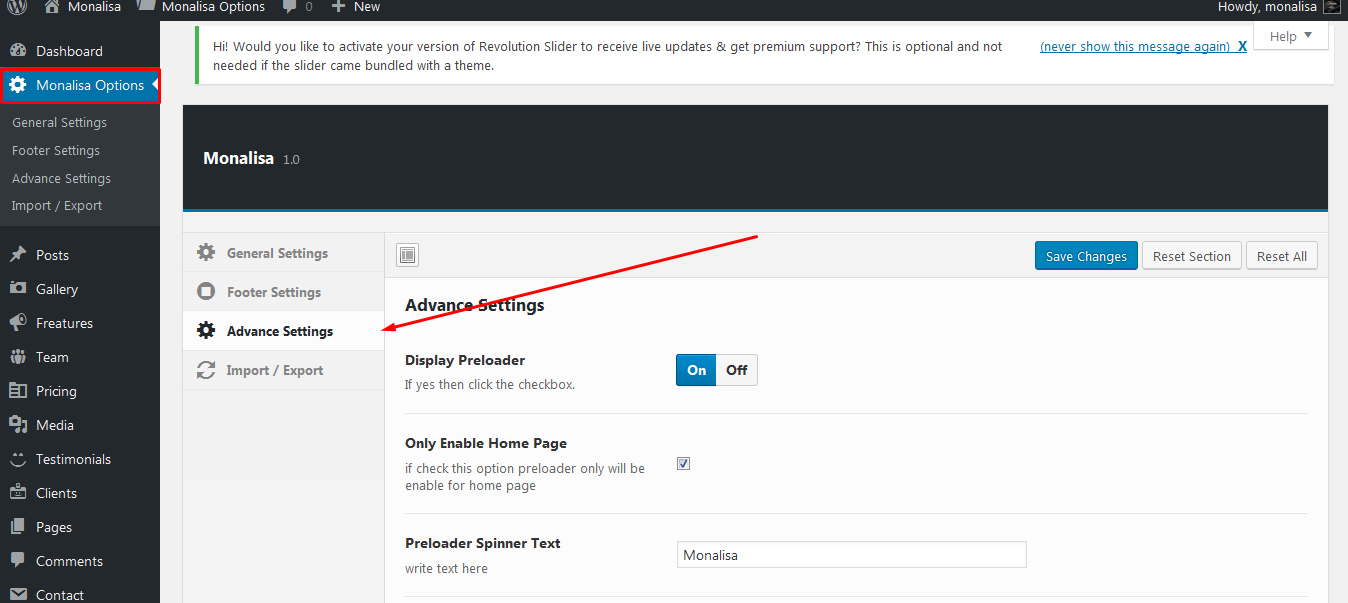 Monalisa Monalisa Options 0 New Howdy, monalisa
Dashboard
Monalisa Options
General Settings
Footer Settings
Advance Settings
Import / Export
Posts
Gallery
Freatures
Team
Pricing
Media
Testimonials
Clients
Pages
Comments
Contact
Hi! Would you like to activate your version of Revolution Slider to receive live updates & get premium support? This is optional and not
needed if the slider came bundled with a theme.
(never show this message again) X
Help
Monalisa 1.0
General Settings
Footer Settings
Advance Settings
Import / Export
Save Changes Reset Section Reset All
Advance Settings
Display Preloader
If yes then click the checkbox.
On Off
Only Enable Home Page
if check this option preloader only will be
enable for home page
Preloader Spinner Text
write text here
Monalisa